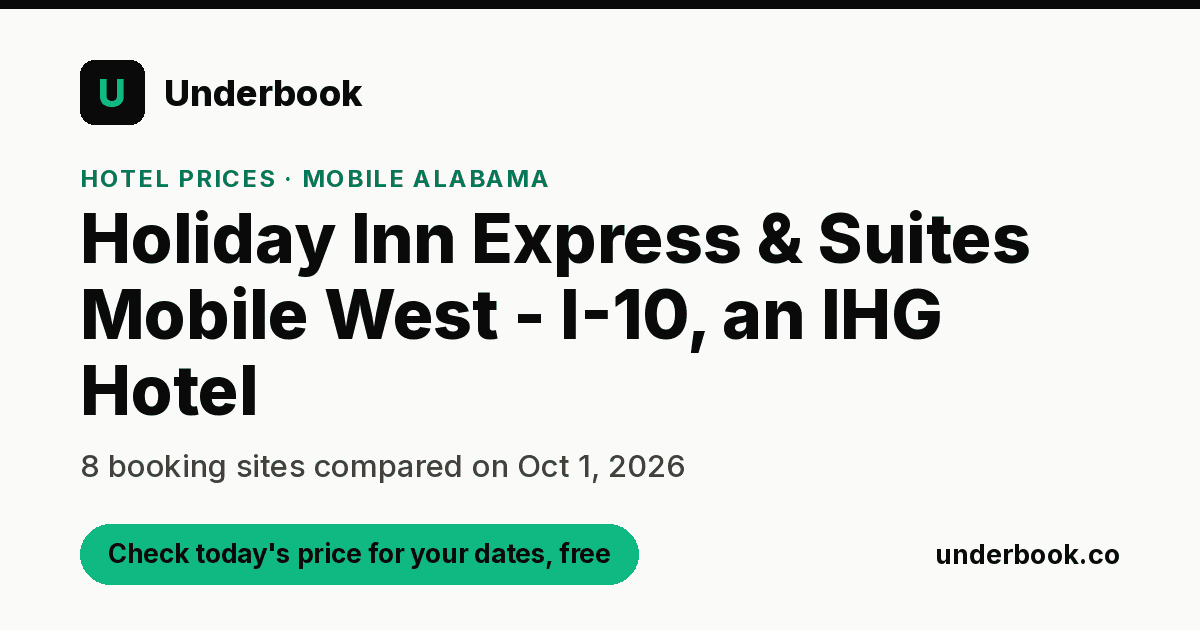 U Underbook
HOTEL PRICES · MOBILE ALABAMA
Holiday Inn Express & Suites
Mobile West - I-10, an IHG
Hotel
8 booking sites compared on Oct 1, 2026
Check today's price for your dates, free
underbook.co